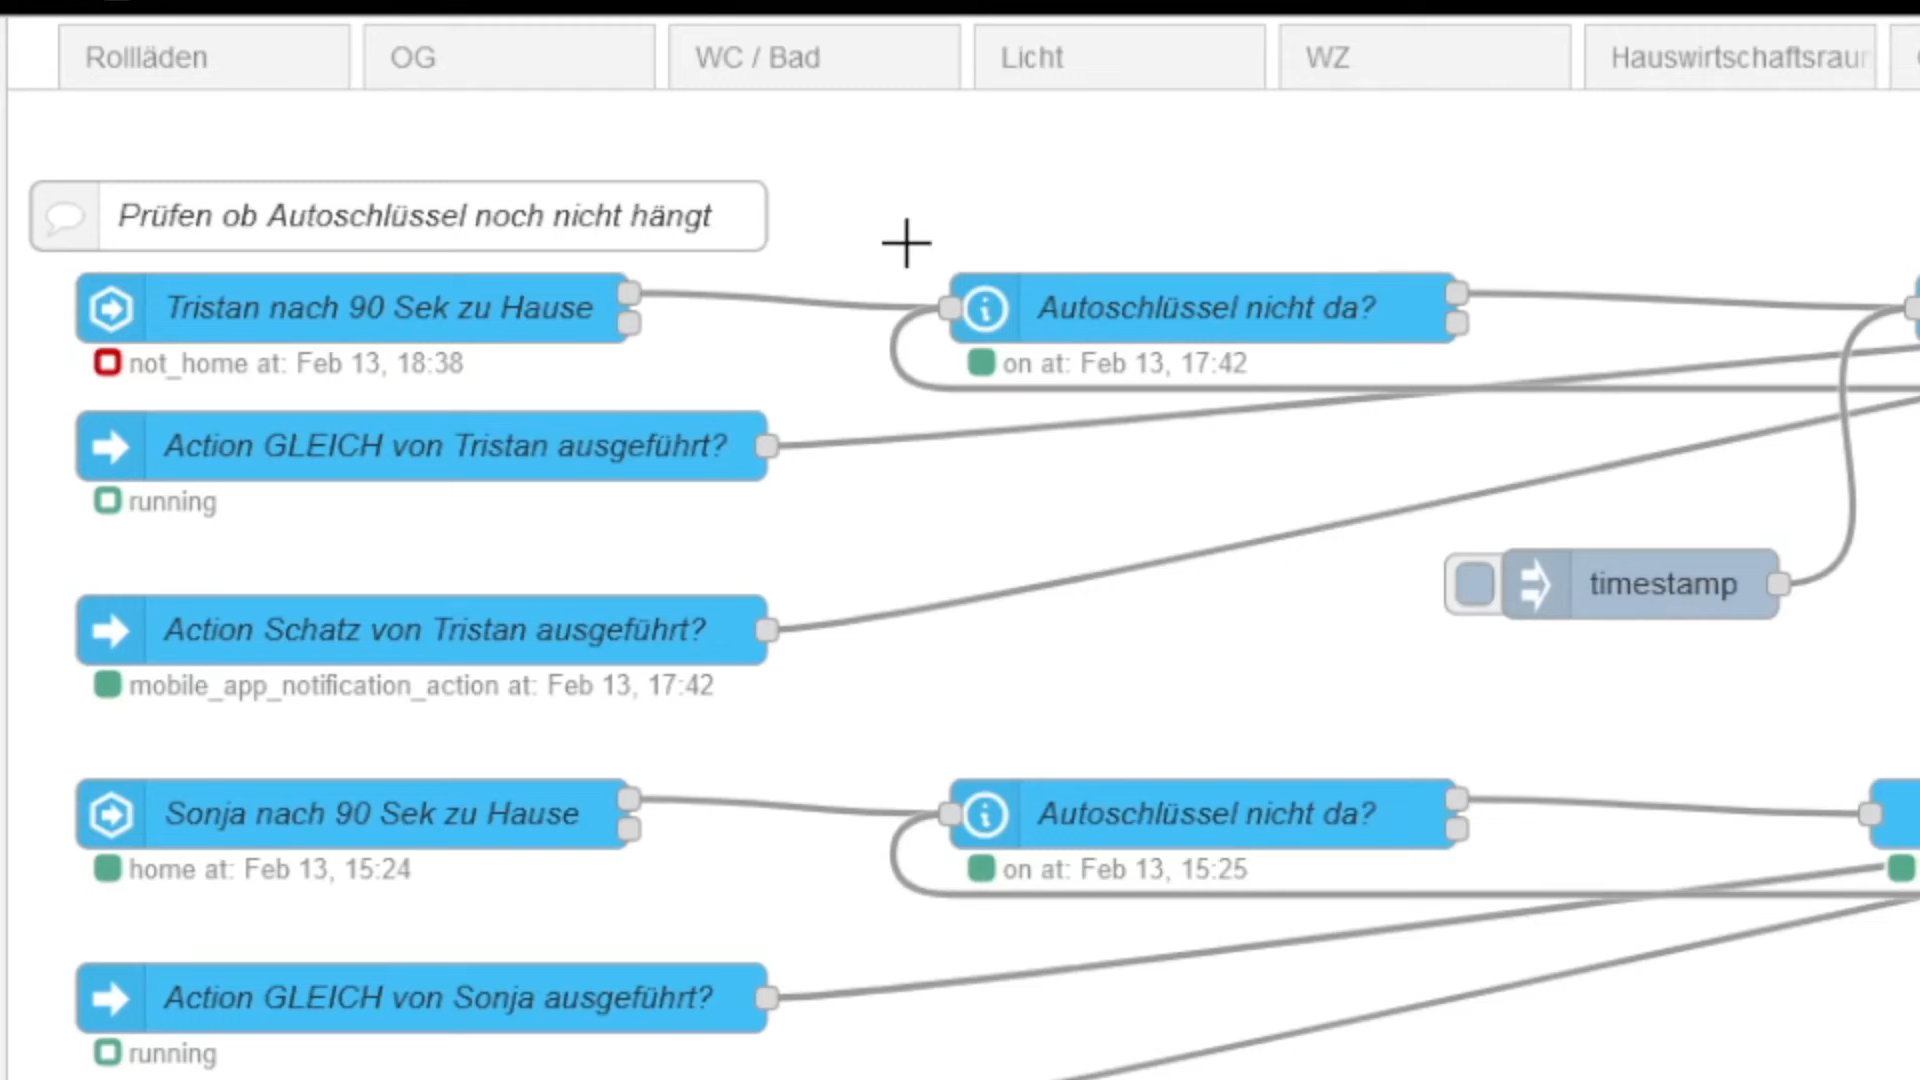 Rollläden
OG
WC / Bad
Licht
WZ
Hauswirtschaftsraum
Prüfen ob Autoschlüssel noch nicht hängt
Tristan nach 90 Sek zu Hause
Autoschlüssel nicht da?
not_home at: Feb 13, 18:38
on at: Feb 13, 17:42
Action GLEICH von Tristan ausgeführt?
running
timestamp
Action Schatz von Tristan ausgeführt?
mobile_app_notification_action at: Feb 13, 17:42
Sonja nach 90 Sek zu Hause
Autoschlüssel nicht da?
home at: Feb 13, 15:24
on at: Feb 13, 15:25
Action GLEICH von Sonja ausgeführt?
running